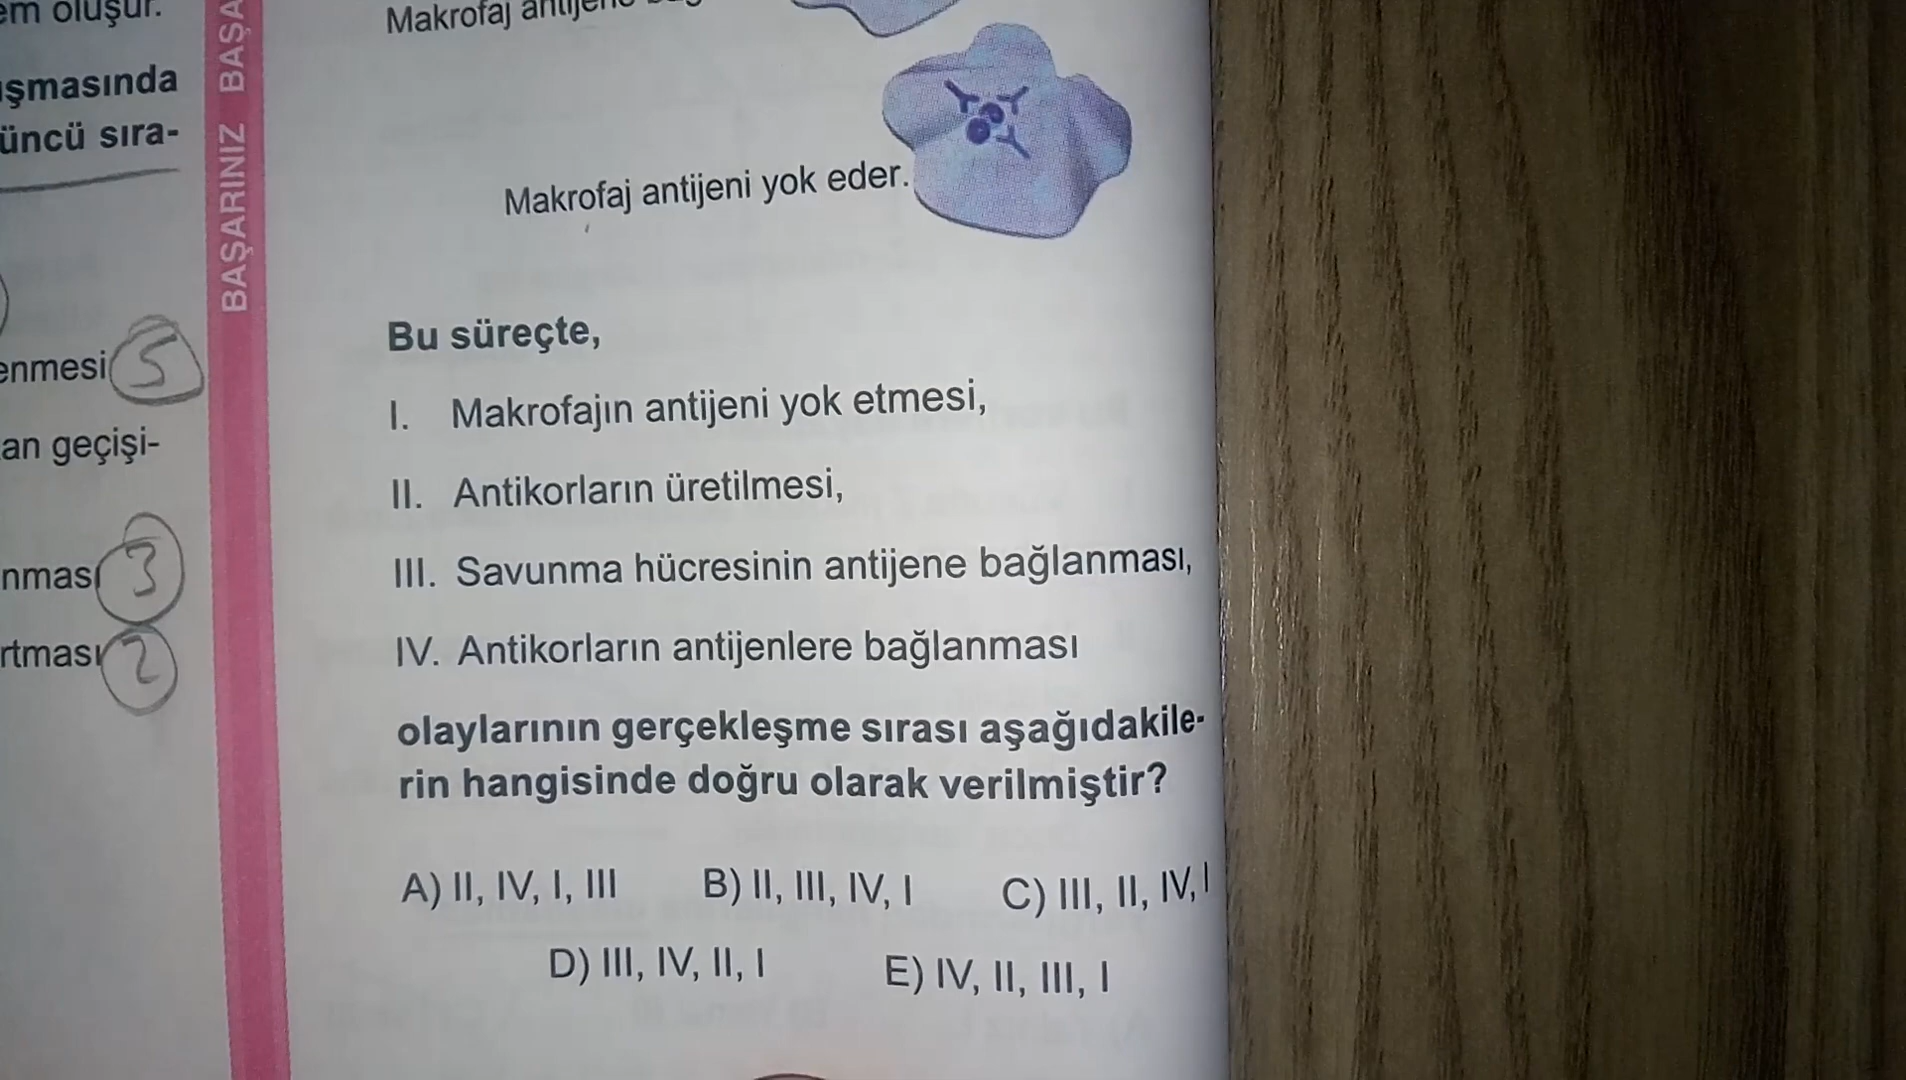 em oluşur.
şmasında
üncü sıra-
enmesi 5
an geçişi-
nması 3
rtması 2
BAŞARINIZ BAŞA
Makrofaj
Makrofaj antijeni yok eder.
Bu süreçte,
I. Makrofajın antijeni yok etmesi,
II. Antikorların üretilmesi,
III. Savunma hücresinin antijene bağlanması,
IV. Antikorların antijenlere bağlanması
olaylarının gerçekleşme sırası aşağıdakile-
rin hangisinde doğru olarak verilmiştir?
A) II, IV, I, III B) II, III, IV, I C) III, II, IV, I
D) III, IV, II, I E) IV, II, III, I